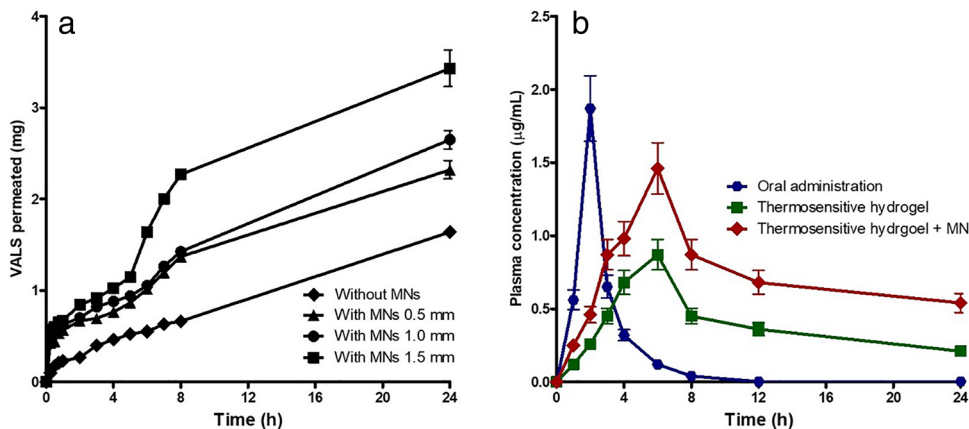 a
VALS permeated (mg)
4
3
2
1
0
0
4
8
12
16
20
24
Time (h)
Without MNs
With MNs 0.5 mm
With MNs 1.0 mm
With MNs 1.5 mm
b
Plasma concentration (μg/mL)
2.5
2.0
1.5
1.0
0.5
0.0
0
4
8
12
16
20
24
Time (h)
Oral administration
Thermosensitive hydrogel
Thermosensitive hydrgoel + MN